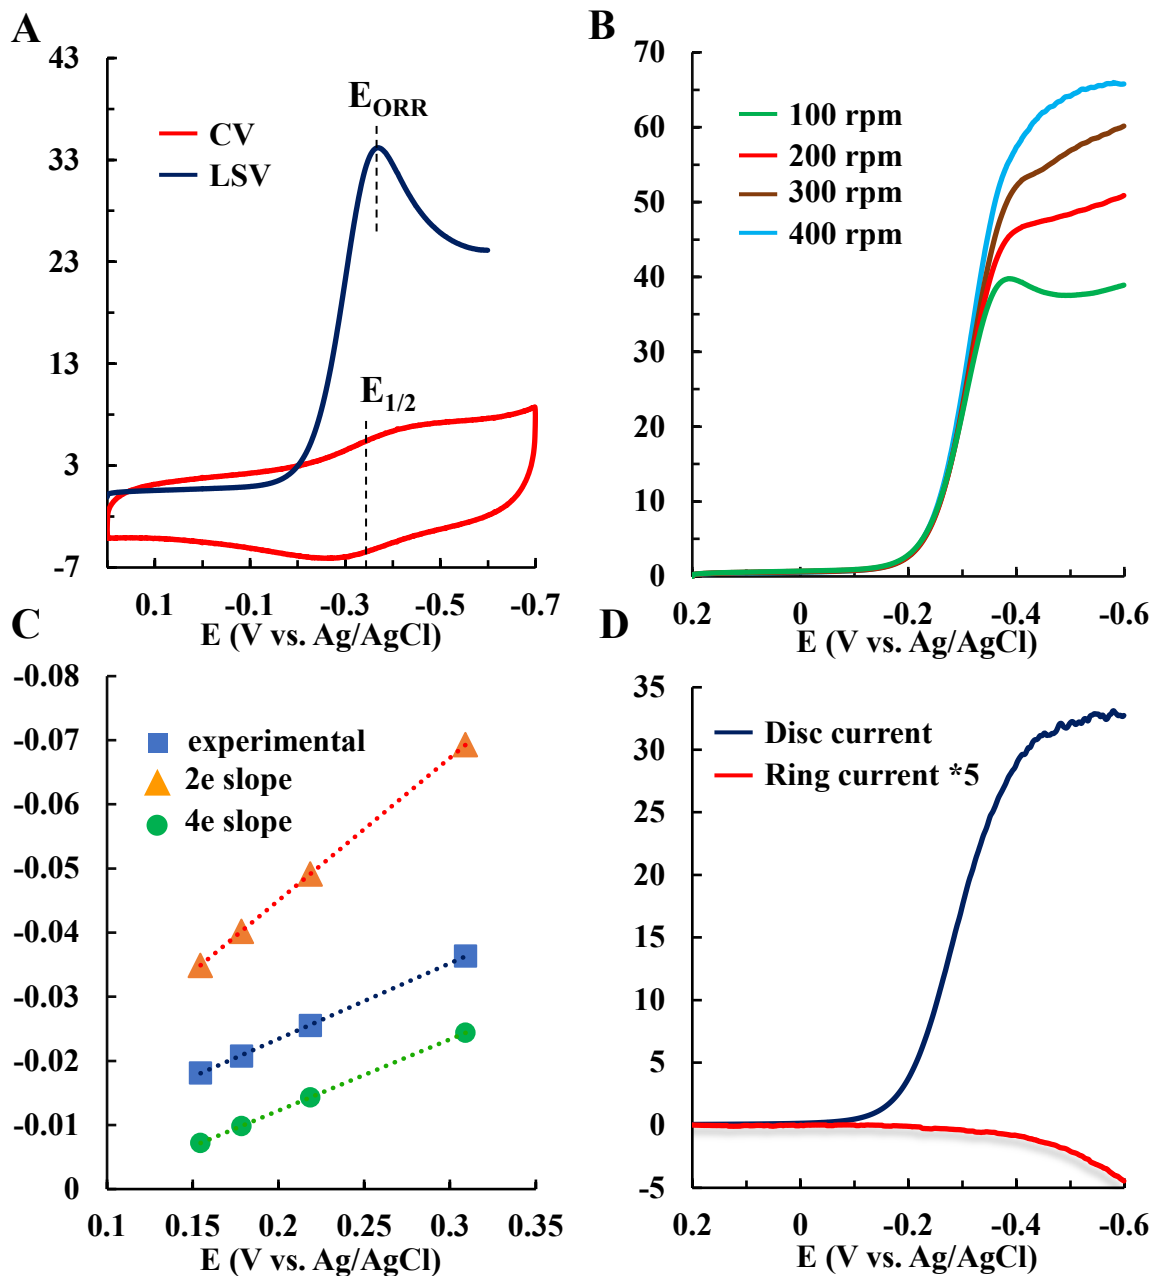 A
43
33
23
13
3
-7
CV
LSV
E_ORR
E_1/2
0.1 -0.1 -0.3 -0.5 -0.7
E (V vs. Ag/AgCl)
B
70
60
50
40
30
20
10
0
100 rpm
200 rpm
300 rpm
400 rpm
0.2 0 -0.2 -0.4 -0.6
E (V vs. Ag/AgCl)
C
-0.08
-0.07
-0.06
-0.05
-0.04
-0.03
-0.02
-0.01
0
experimental
2e slope
4e slope
0.1 0.15 0.2 0.25 0.3 0.35
E (V vs. Ag/AgCl)
D
35
30
25
20
15
10
5
0
-5
Disc current
Ring current *5
0.2 0 -0.2 -0.4 -0.6
E (V vs. Ag/AgCl)